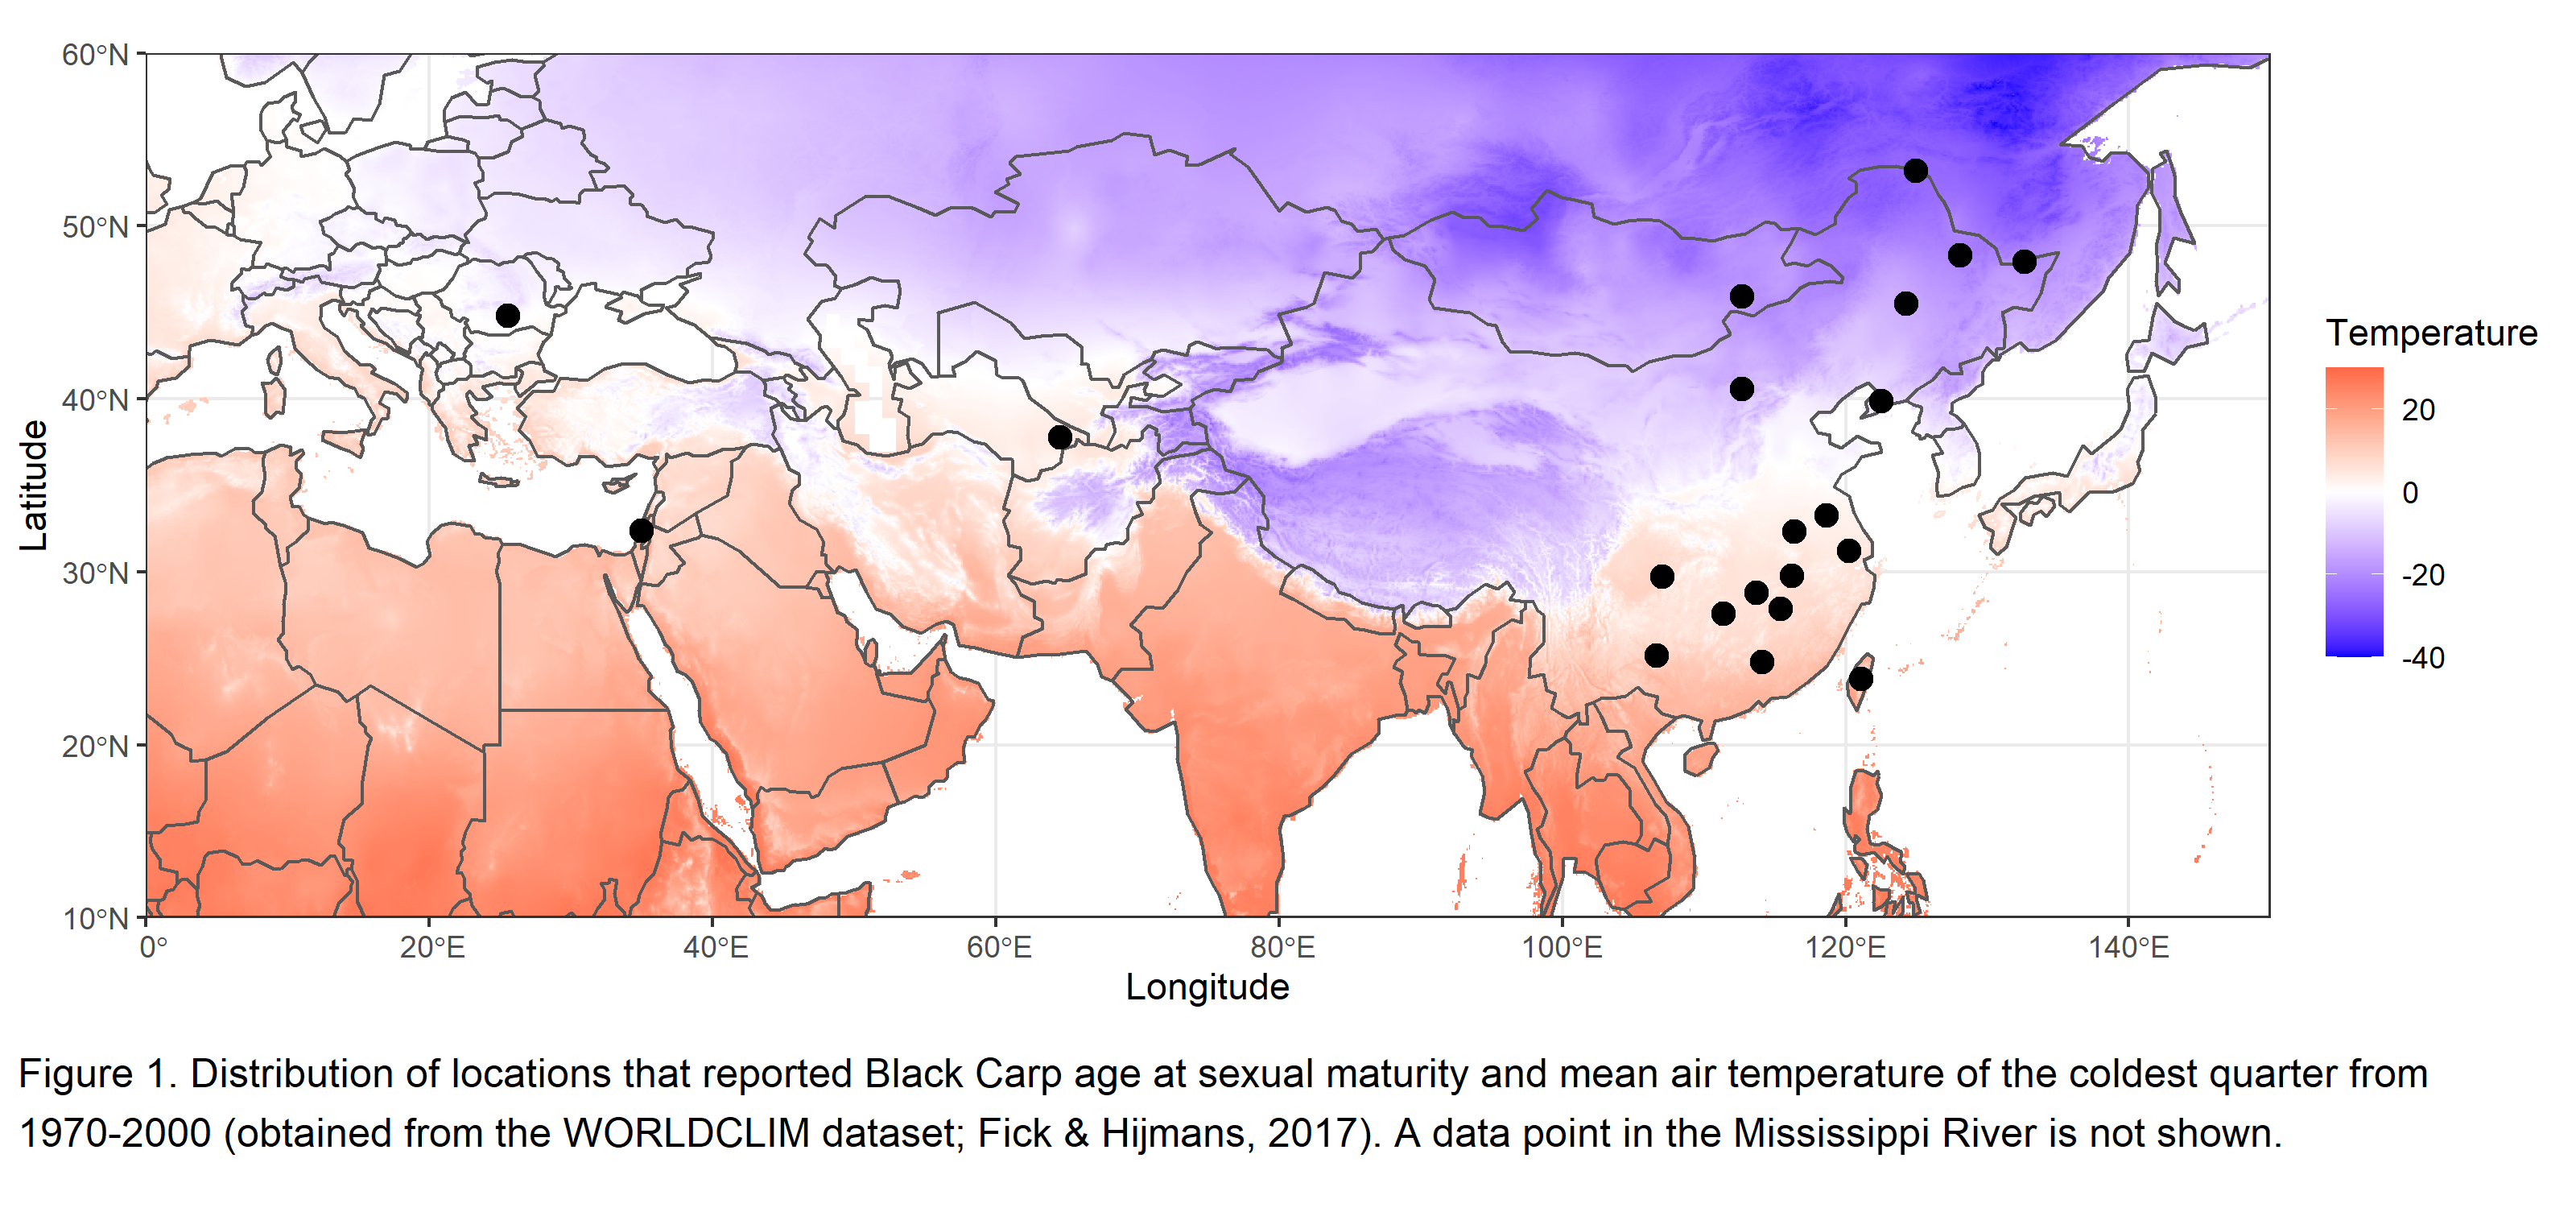 60°N
50°N
40°N
30°N
20°N
10°N
Latitude
0°
20°E
40°E
60°E
80°E
100°E
120°E
140°E
Longitude
Temperature
20
0
-20
-40
Figure 1. Distribution of locations that reported Black Carp age at sexual maturity and mean air temperature of the coldest quarter from
1970-2000 (obtained from the WORLDCLIM dataset; Fick & Hijmans, 2017). A data point in the Mississippi River is not shown.